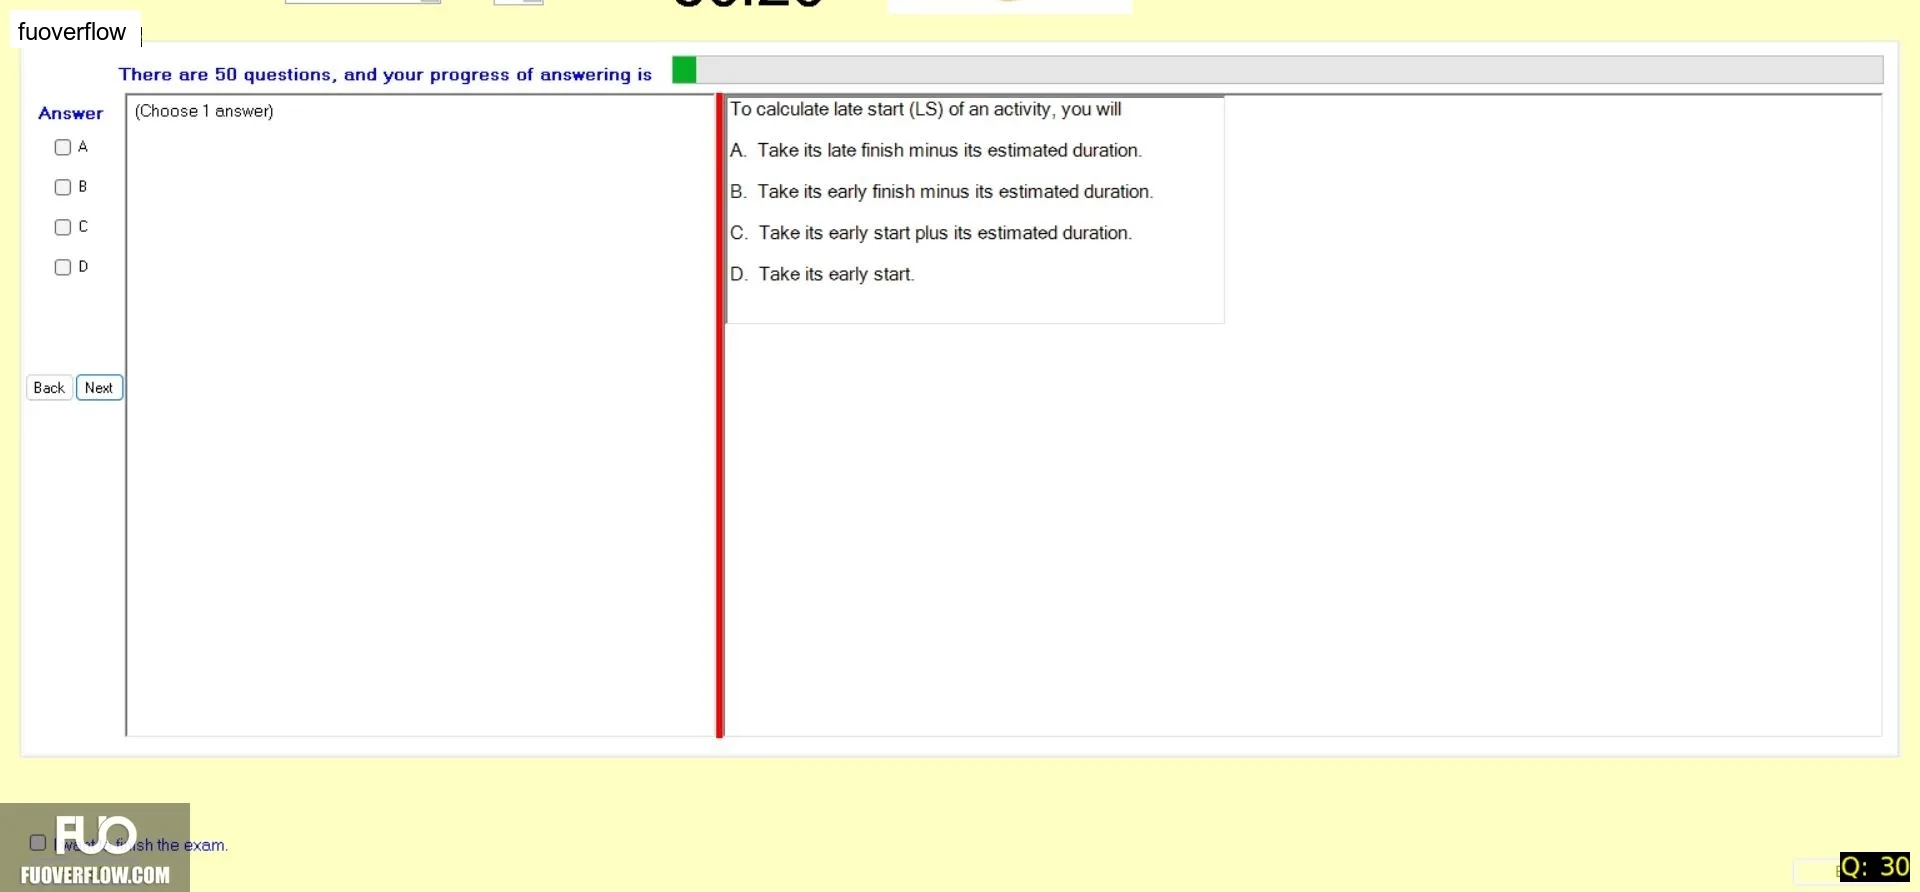 fuoverflow
There are 50 questions, and your progress of answering is
Answer
(Choose 1 answer)
A
B
C
D
Back Next
To calculate late start (LS) of an activity, you will
A. Take its late finish minus its estimated duration.
B. Take its early finish minus its estimated duration.
C. Take its early start plus its estimated duration.
D. Take its early start.
FUO
I want to finish the exam.
FUOVERFLOW.COM
Q: 30